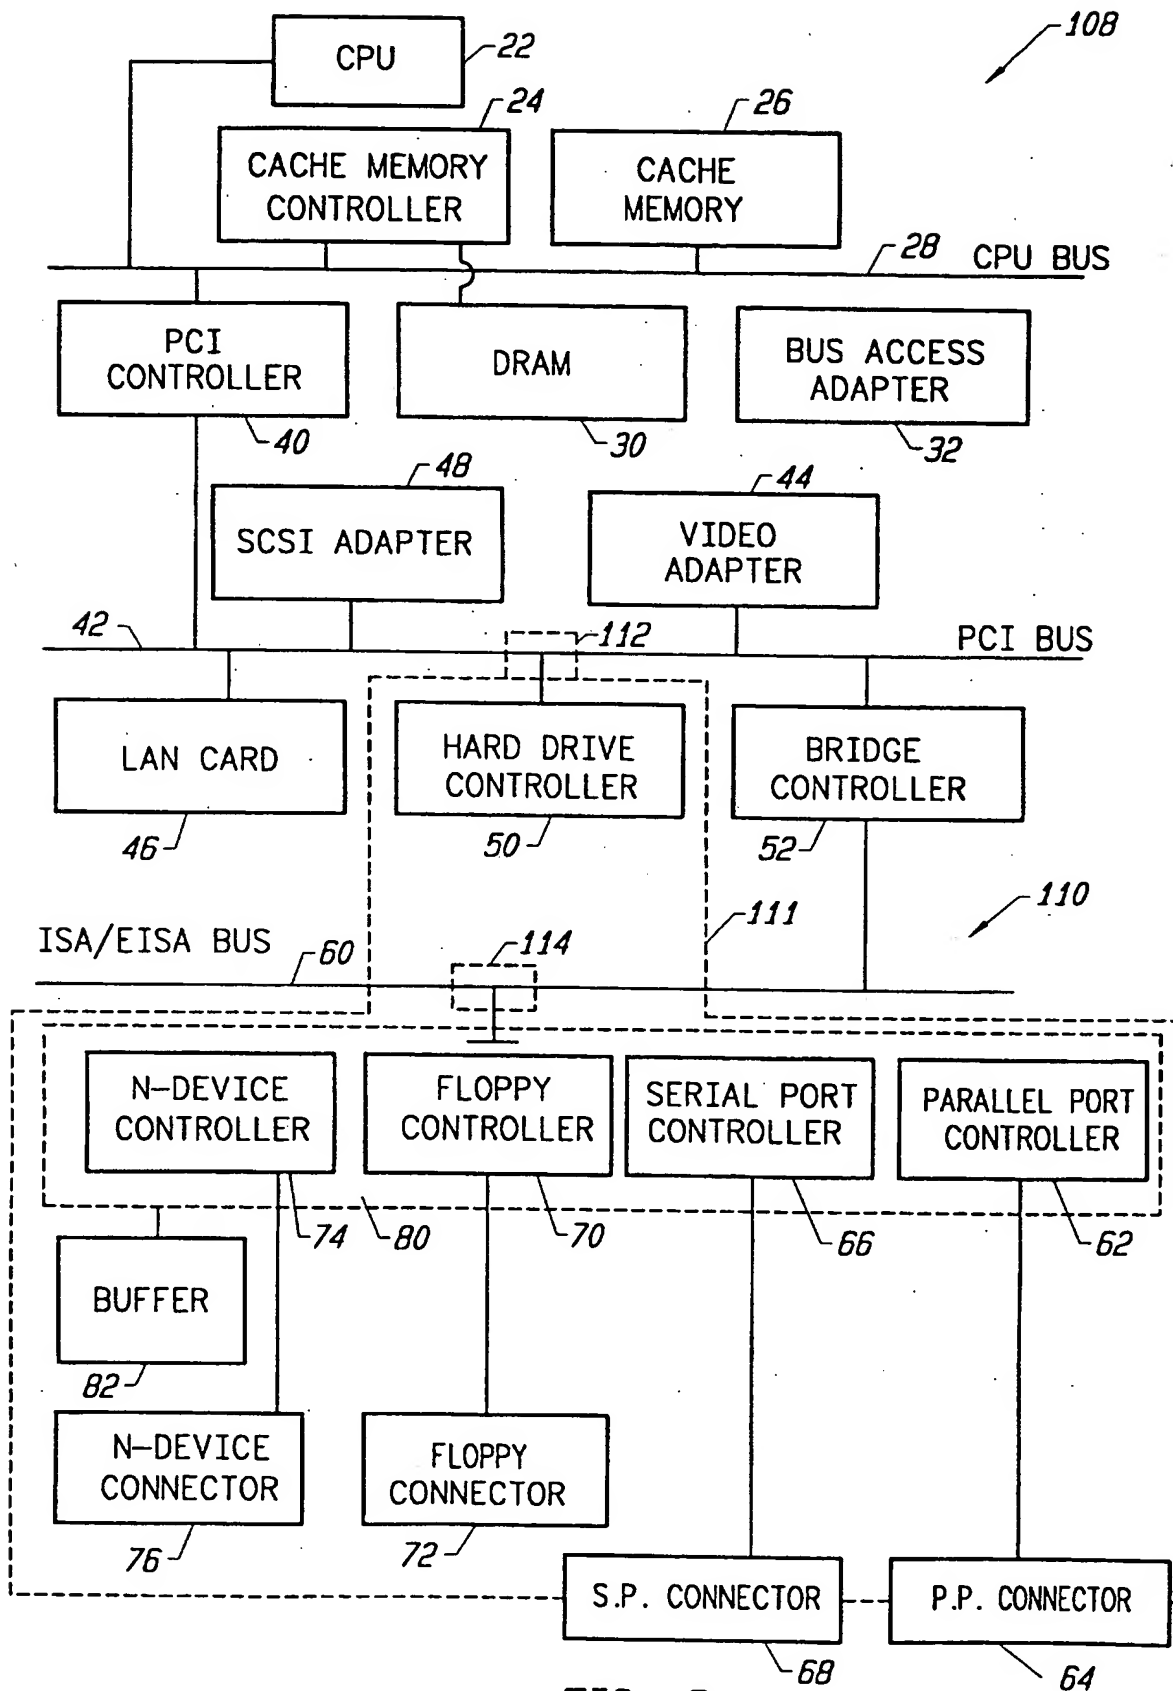 108
CPU
22
24
26
CACHE MEMORY
CONTROLLER
CACHE
MEMORY
28
CPU BUS
PCI
CONTROLLER
DRAM
BUS ACCESS
ADAPTER
40
30
32
48
44
SCSI ADAPTER
VIDEO
ADAPTER
42
112
PCI BUS
LAN CARD
HARD DRIVE
CONTROLLER
BRIDGE
CONTROLLER
46
50
52
111
110
ISA/EISA BUS
60
114
N-DEVICE
CONTROLLER
FLOPPY
CONTROLLER
SERIAL PORT
CONTROLLER
PARALLEL PORT
CONTROLLER
74
80
70
66
62
BUFFER
82
N-DEVICE
CONNECTOR
FLOPPY
CONNECTOR
76
72
S.P. CONNECTOR
P.P. CONNECTOR
68
64